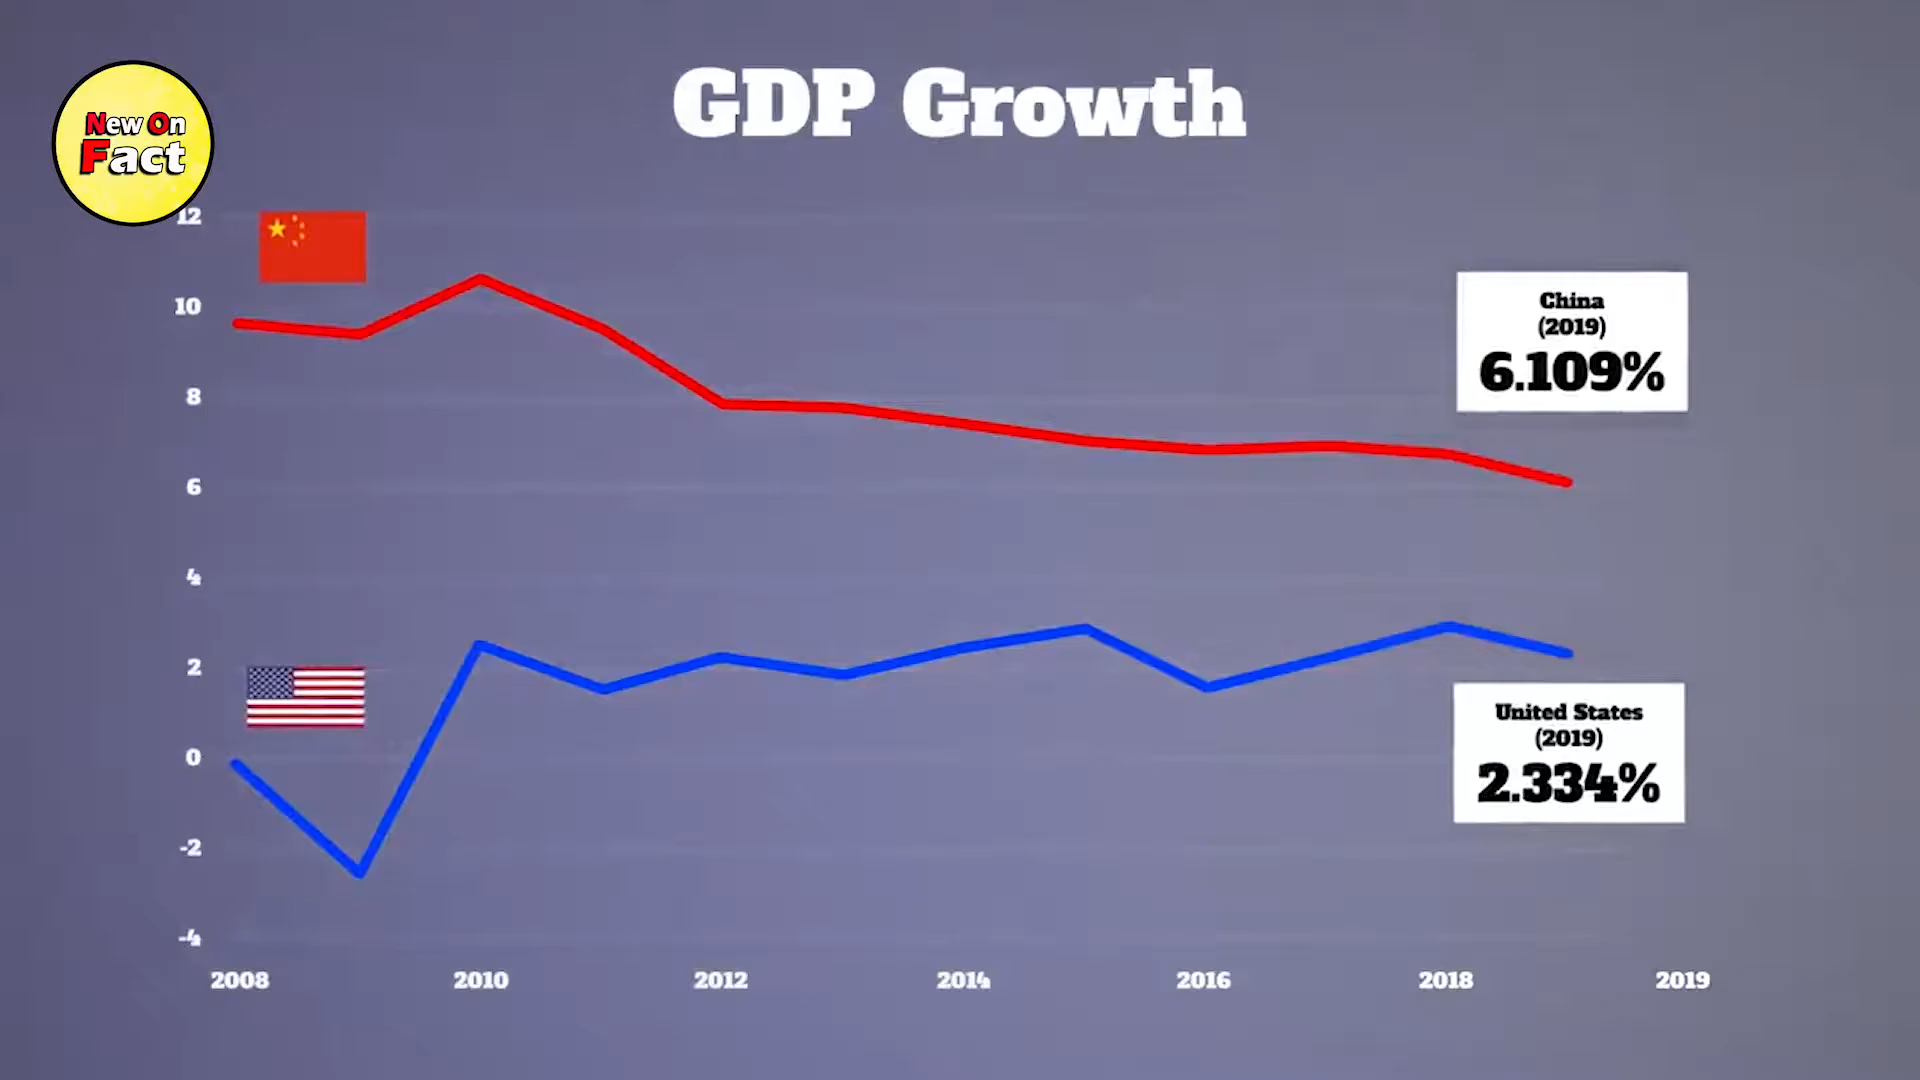 GDP Growth
New On
Fact
12
10
8
6
4
2
0
-2
-4
China
(2019)
6.109%
United States
(2019)
2.334%
2008 2010 2012 2014 2016 2018 2019